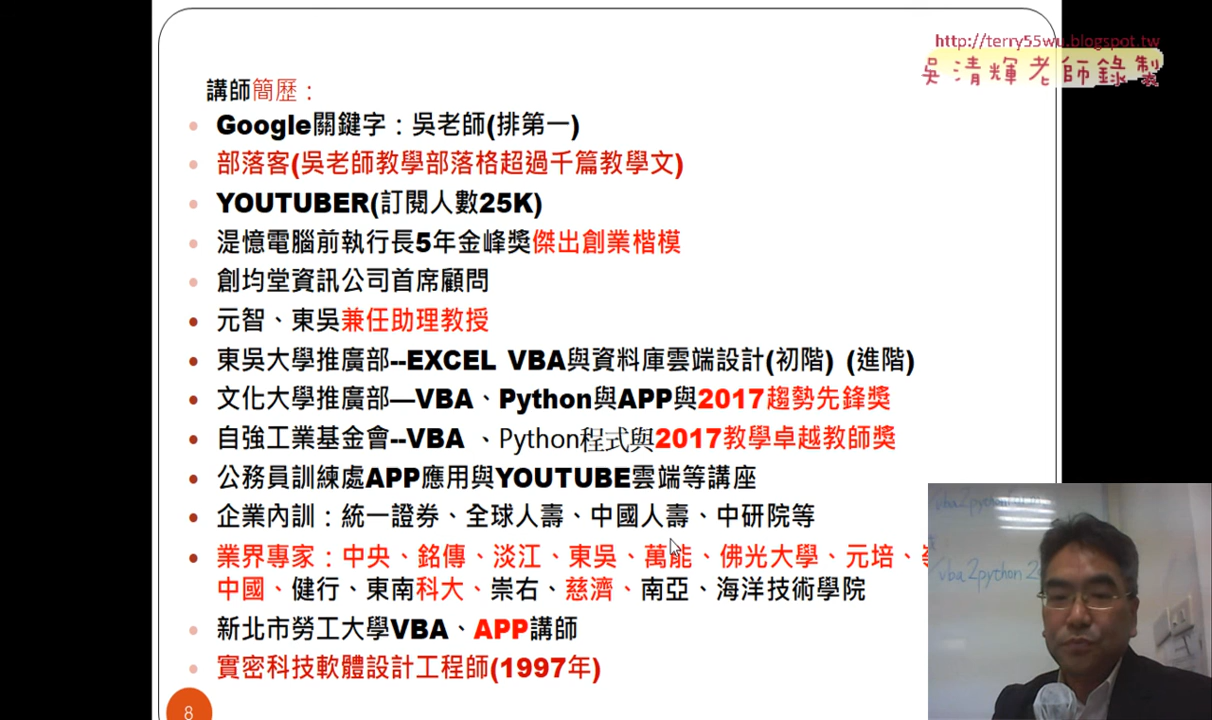 http://terry55wu.blogspot.tw
吳清輝老師錄製
講師簡歷：
Google關鍵字：吳老師(排第一)
部落客(吳老師教學部落格超過千篇教學文)
YOUTUBER(訂閱人數25K)
湜憶電腦前執行長5年金峰獎傑出創業楷模
創均堂資訊公司首席顧問
元智、東吳兼任助理教授
東吳大學推廣部--EXCEL VBA與資料庫雲端設計(初階) (進階)
文化大學推廣部—VBA、Python與APP與2017趨勢先鋒獎
自強工業基金會--VBA 、Python程式與2017教學卓越教師獎
公務員訓練處APP應用與YOUTUBE雲端等講座
企業內訓：統一證券、全球人壽、中國人壽、中研院等
業界專家：中央、銘傳、淡江、東吳、萬能、佛光大學、元培、
中國、健行、東南科大、崇右、慈濟、南亞、海洋技術學院
新北市勞工大學VBA、APP講師
實密科技軟體設計工程師(1997年)
8